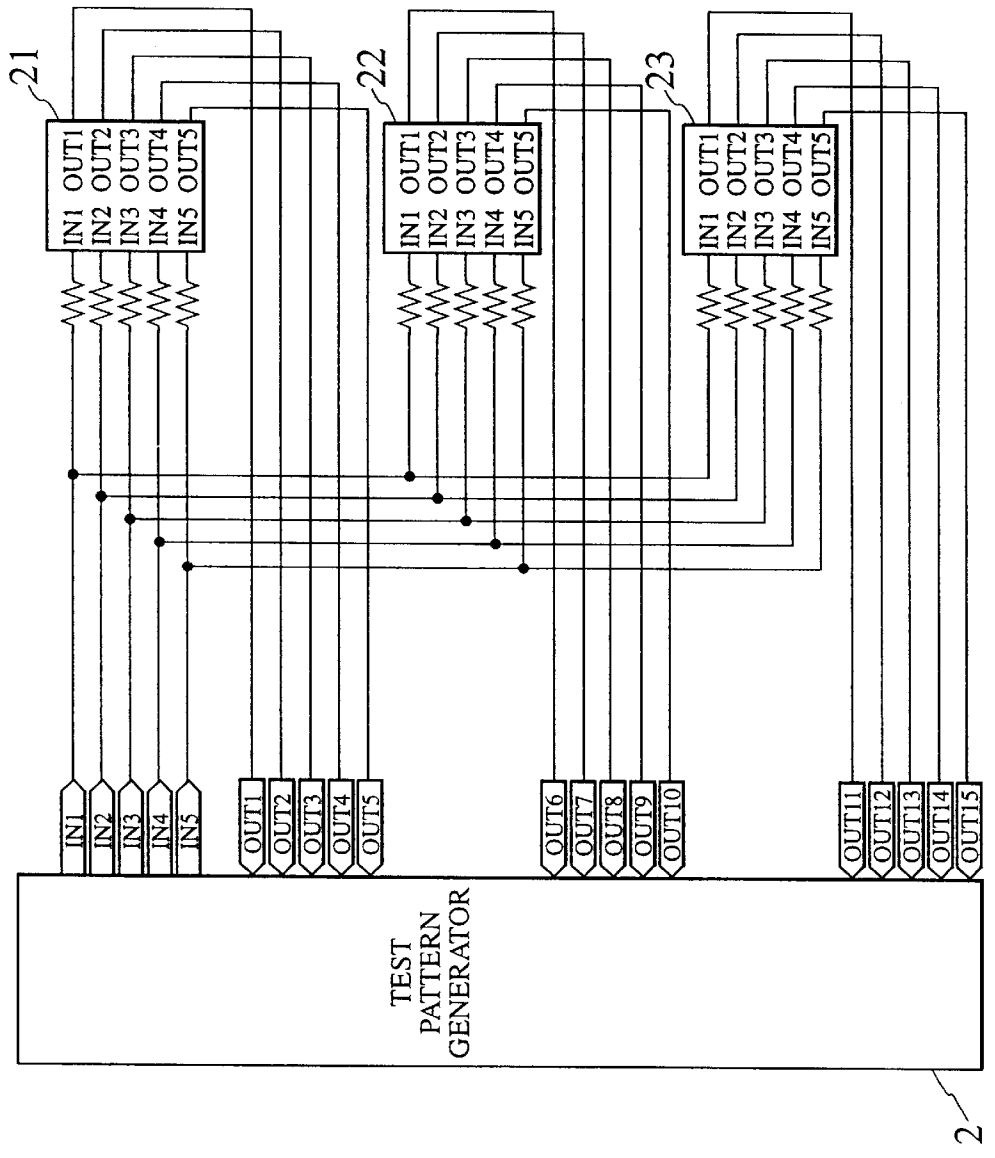 TEST
PATTERN
GENERATOR
2
IN1
IN2
IN3
IN4
IN5
OUT1
OUT2
OUT3
OUT4
OUT5
OUT6
OUT7
OUT8
OUT9
OUT10
OUT11
OUT12
OUT13
OUT14
OUT15
21
IN1 OUT1
IN2 OUT2
IN3 OUT3
IN4 OUT4
IN5 OUT5
22
IN1 OUT1
IN2 OUT2
IN3 OUT3
IN4 OUT4
IN5 OUT5
23
IN1 OUT1
IN2 OUT2
IN3 OUT3
IN4 OUT4
IN5 OUT5